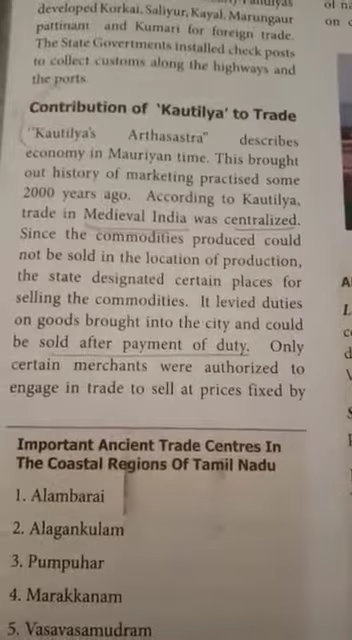 developed Korkai, Saliyur, Kayal, Marungaur
pattinam and Kumari for foreign trade.
The State Govertments installed check posts
to collect customs along the highways and
the ports.
Contribution of 'Kautilya' to Trade
"Kautilya's Arthasastra" describes
economy in Mauriyan time. This brought
out history of marketing practised some
2000 years ago. According to Kautilya,
trade in Medieval India was centralized.
Since the commodities produced could
not be sold in the location of production,
the state designated certain places for
selling the commodities. It levied duties
on goods brought into the city and could
be sold after payment of duty. Only
certain merchants were authorized to
engage in trade to sell at prices fixed by
Important Ancient Trade Centres In
The Coastal Regions Of Tamil Nadu
1. Alambarai
2. Alagankulam
3. Pumpuhar
4. Marakkanam
5. Vasavasamudram